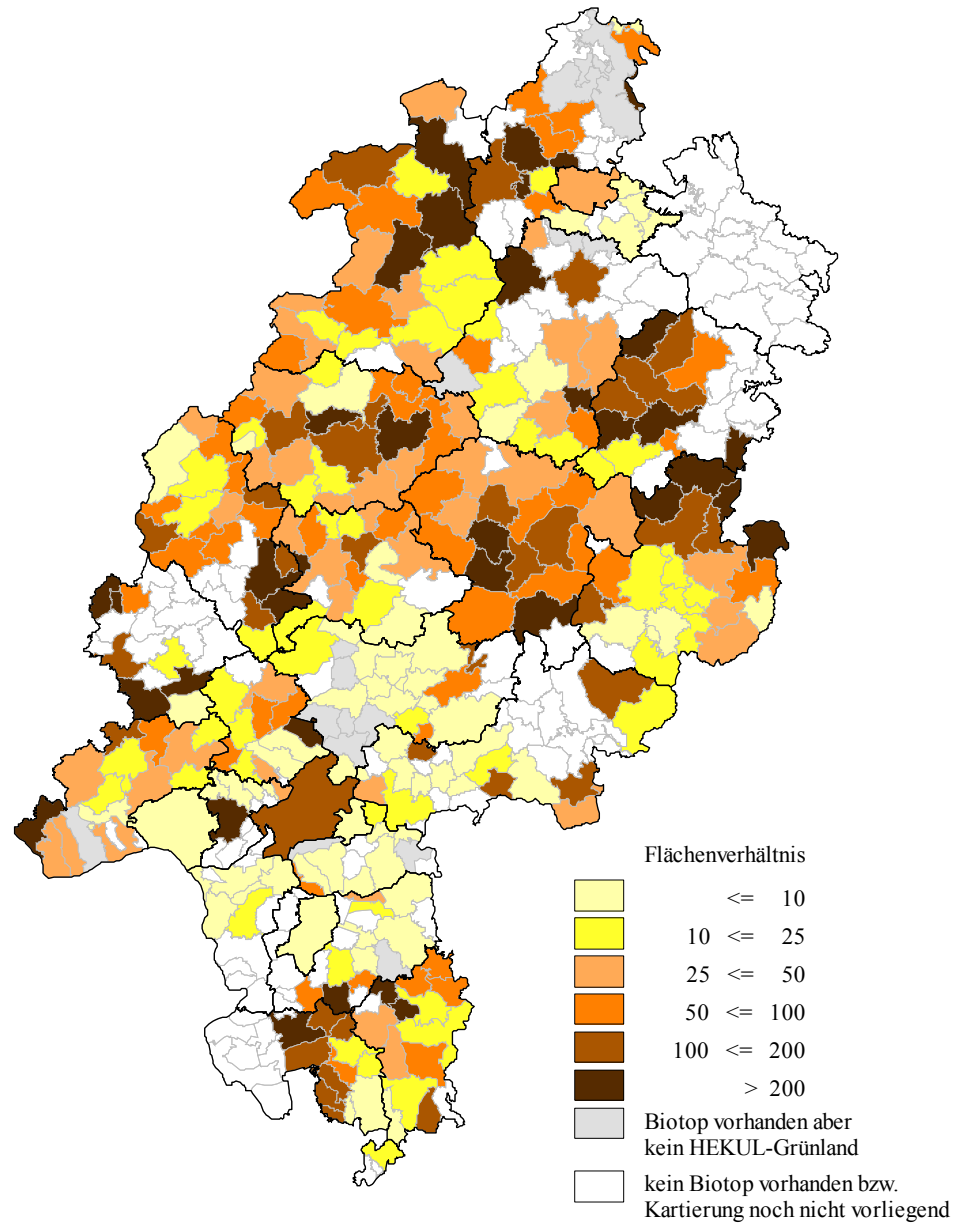 Flächenverhältnis
<= 10
10 <= 25
25 <= 50
50 <= 100
100 <= 200
> 200
Biotop vorhanden aber
kein HEKUL-Grünland
kein Biotop vorhanden bzw.
Kartierung noch nicht vorliegend